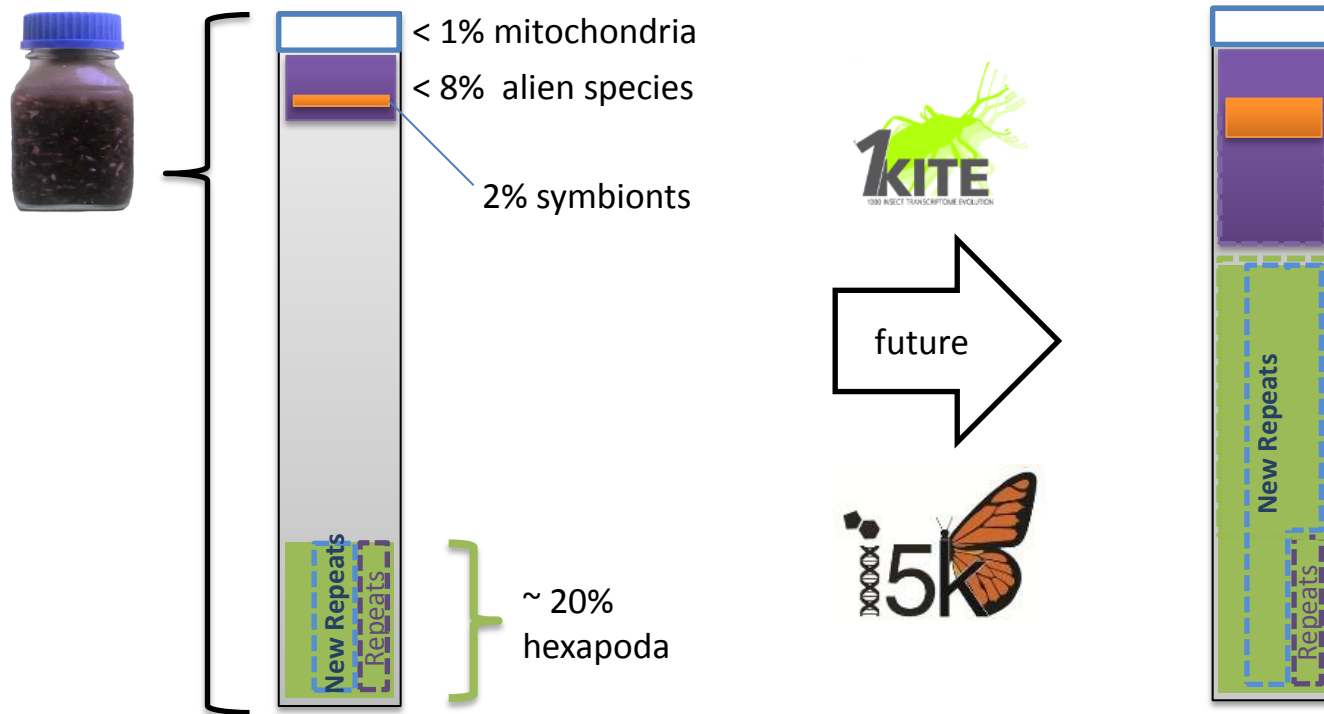 < 1% mitochondria
< 8% alien species
2% symbionts
New Repeats
Repeats
~ 20%
hexapoda
1KITE
1000 INSECT TRANSCRIPTOME EVOLUTION
future
i5k
New Repeats
Repeats